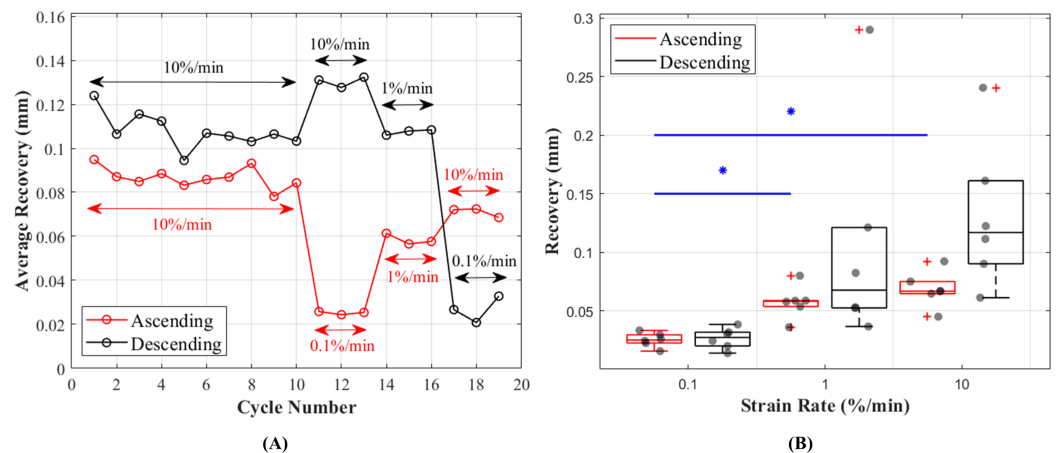 0.16
0.14
0.12
0.1
0.08
0.06
0.04
0.02
0
Average Recovery (mm)
10%/min
10%/min
1%/min
10%/min
10%/min
1%/min
0.1%/min
0.1%/min
Ascending
Descending
0 2 4 6 8 10 12 14 16 18 20
Cycle Number
(A)
0.3
0.25
0.2
0.15
0.1
0.05
Recovery (mm)
Ascending
Descending
*
*
0.1 1 10
Strain Rate (%/min)
(B)